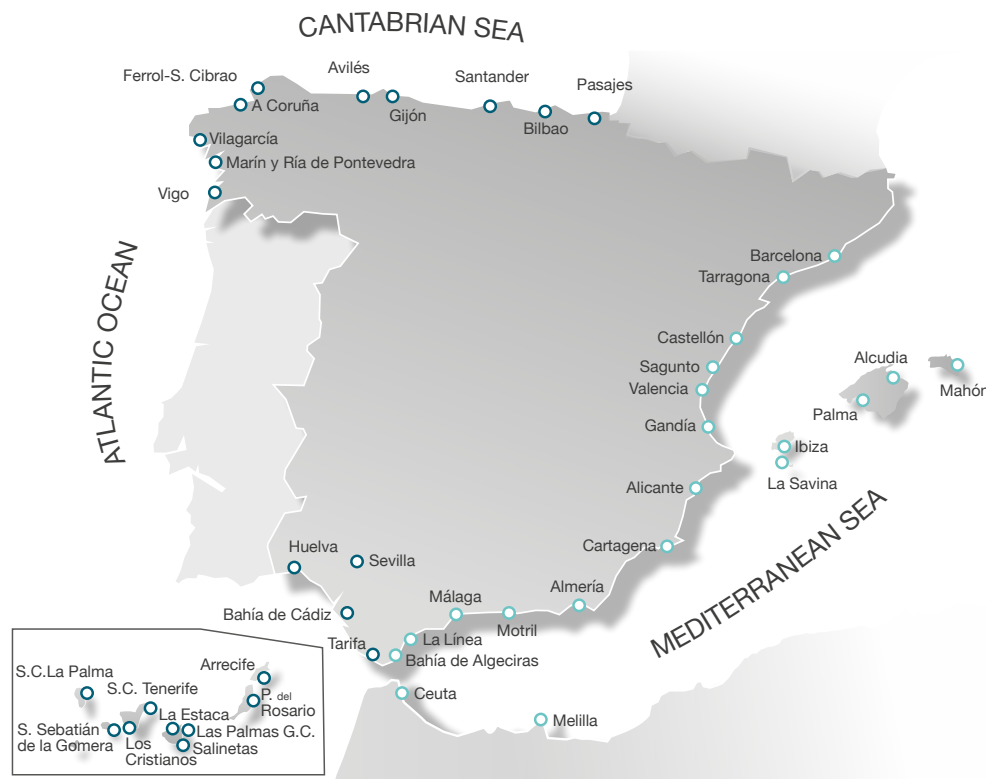 CANTABRIAN SEA
Ferrol-S. Cibrao
Avilés
Santander
Pasajes
A Coruña
Gijón
Bilbao
Vilagarcía
Marín y Ría de Pontevedra
Vigo
ATLANTIC OCEAN
Barcelona
Tarragona
Castellón
Sagunto
Valencia
Gandía
Alcudia
Mahón
Palma
Ibiza
La Savina
Alicante
Cartagena
MEDITERRANEAN SEA
Huelva
Sevilla
Almería
Málaga
Bahía de Cádiz
Motril
Tarifa
La Línea
Bahía de Algeciras
Ceuta
Melilla
S.C.La Palma
Arrecife
S.C. Tenerife
P. del
Rosario
La Estaca
S. Sebatián
de la Gomera
Los
Cristianos
Las Palmas G.C.
Salinetas